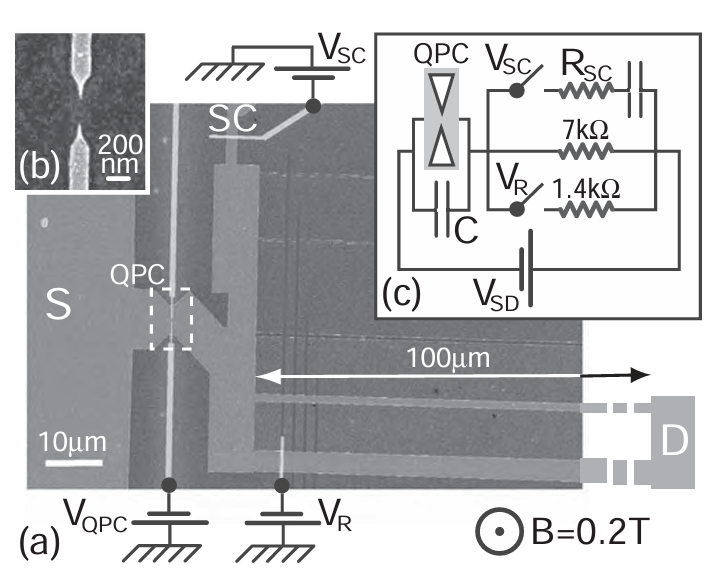 V_SC
SC
200
nm
(b)
QPC
S
100μm
10μm
D
V_QPC
V_R
(a)
B=0.2T
QPC
V_SC
R_SC
7kΩ
V_R
1.4kΩ
C
V_SD
(c)